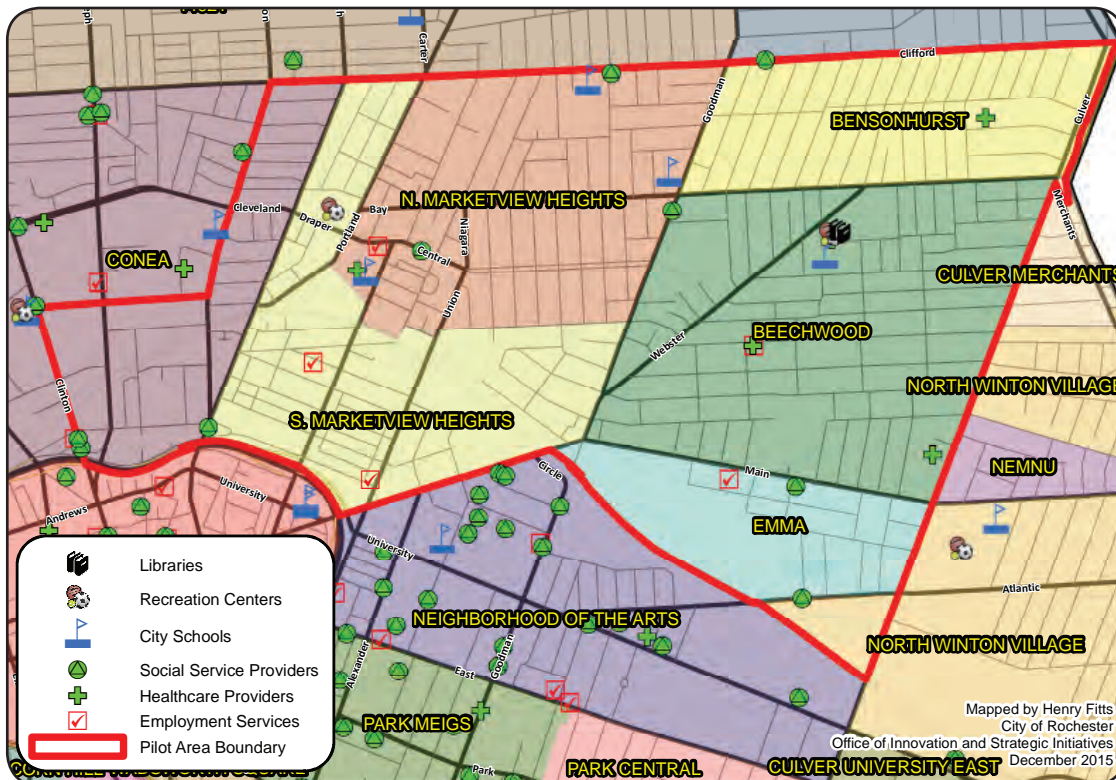 Carter
Clifford
Goodman
Culver
BENSONHURST
N. MARKETVIEW HEIGHTS
Bay
Cleveland
Draper
Portland
Niagara
Central
Union
Merchants
CONEA
CULVER MERCHANTS
BEECHWOOD
Webster
NORTH WINTON VILLAGE
Clinton
S. MARKETVIEW HEIGHTS
NEMNU
Circle
Main
University
Andrews
EMMA
University
Atlantic
NEIGHBORHOOD OF THE ARTS
NORTH WINTON VILLAGE
Alexander
Goodman
East
PARK MEIGS
Park
PARK CENTRAL
CULVER UNIVERSITY EAST
Libraries
Recreation Centers
City Schools
Social Service Providers
Healthcare Providers
Employment Services
Pilot Area Boundary
Mapped by Henry Fitts
City of Rochester
Office of Innovation and Strategic Initiatives
December 2015